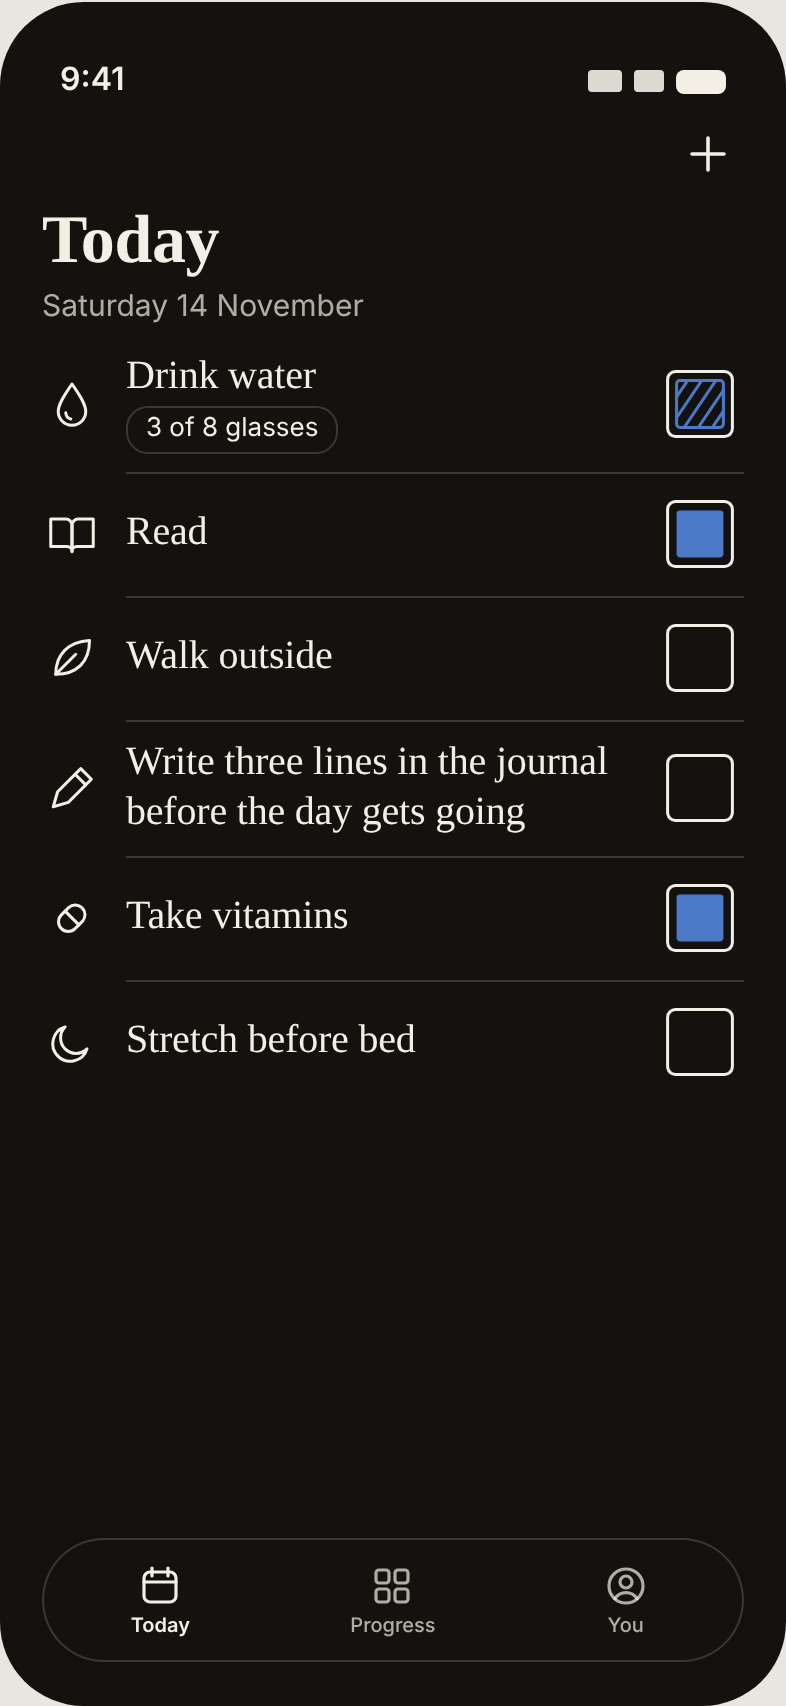 9:41
Today
Saturday 14 November
Drink water
3 of 8 glasses
Read
Walk outside
Write three lines in the journal
before the day gets going
Take vitamins
Stretch before bed
Today
Progress
You